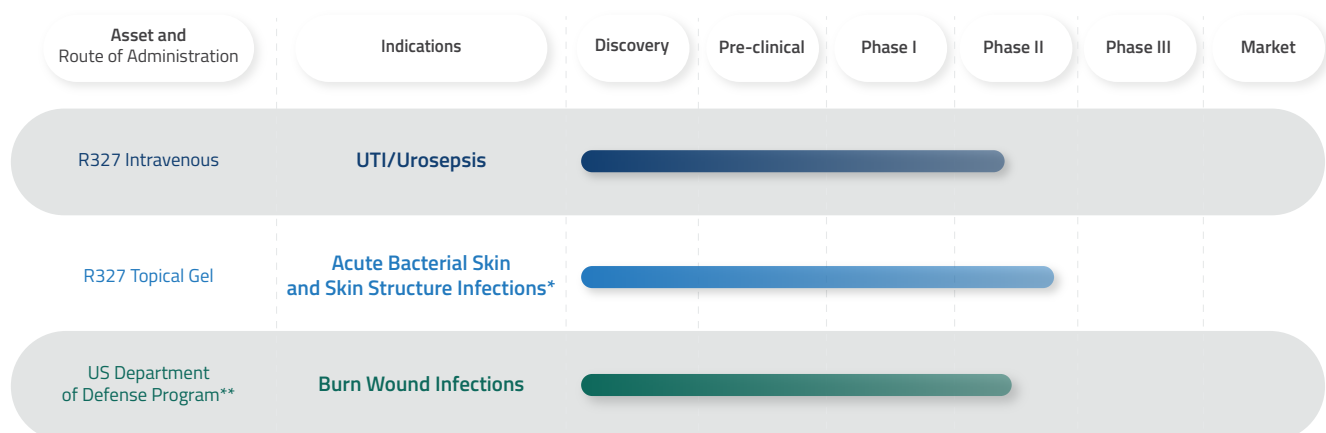 Asset and
Route of Administration
Indications
Discovery
Pre-clinical
Phase I
Phase II
Phase III
Market
R327 Intravenous
UTI/Urosepsis
R327 Topical Gel
Acute Bacterial Skin
and Skin Structure Infections*
US Department
of Defense Program**
Burn Wound Infections